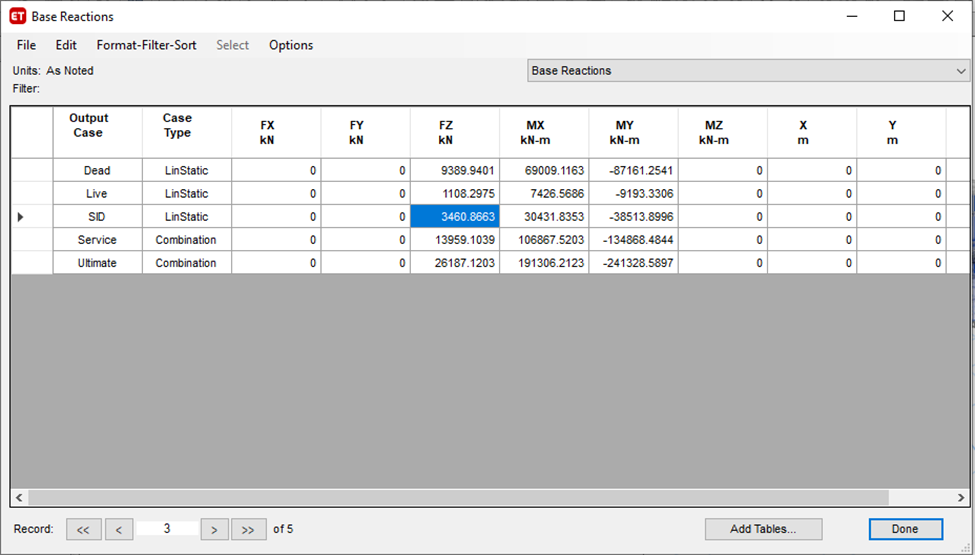 ET Base Reactions
File Edit Format-Filter-Sort Select Options
Units: As Noted Base Reactions
Filter:
Output Case Case Type FX kN FY kN FZ kN MX kN-m MY kN-m MZ kN-m X m Y m
Dead LinStatic 0 0 9389.9401 69009.1163 -87161.2541 0 0 0
Live LinStatic 0 0 1108.2975 7426.5686 -9193.3306 0 0 0
SID LinStatic 0 0 3460.8663 30431.8353 -38513.8996 0 0 0
Service Combination 0 0 13959.1039 106867.5203 -134868.4844 0 0 0
Ultimate Combination 0 0 26187.1203 191306.2123 -241328.5897 0 0 0
Record: << < 3 > >> of 5 Add Tables... Done